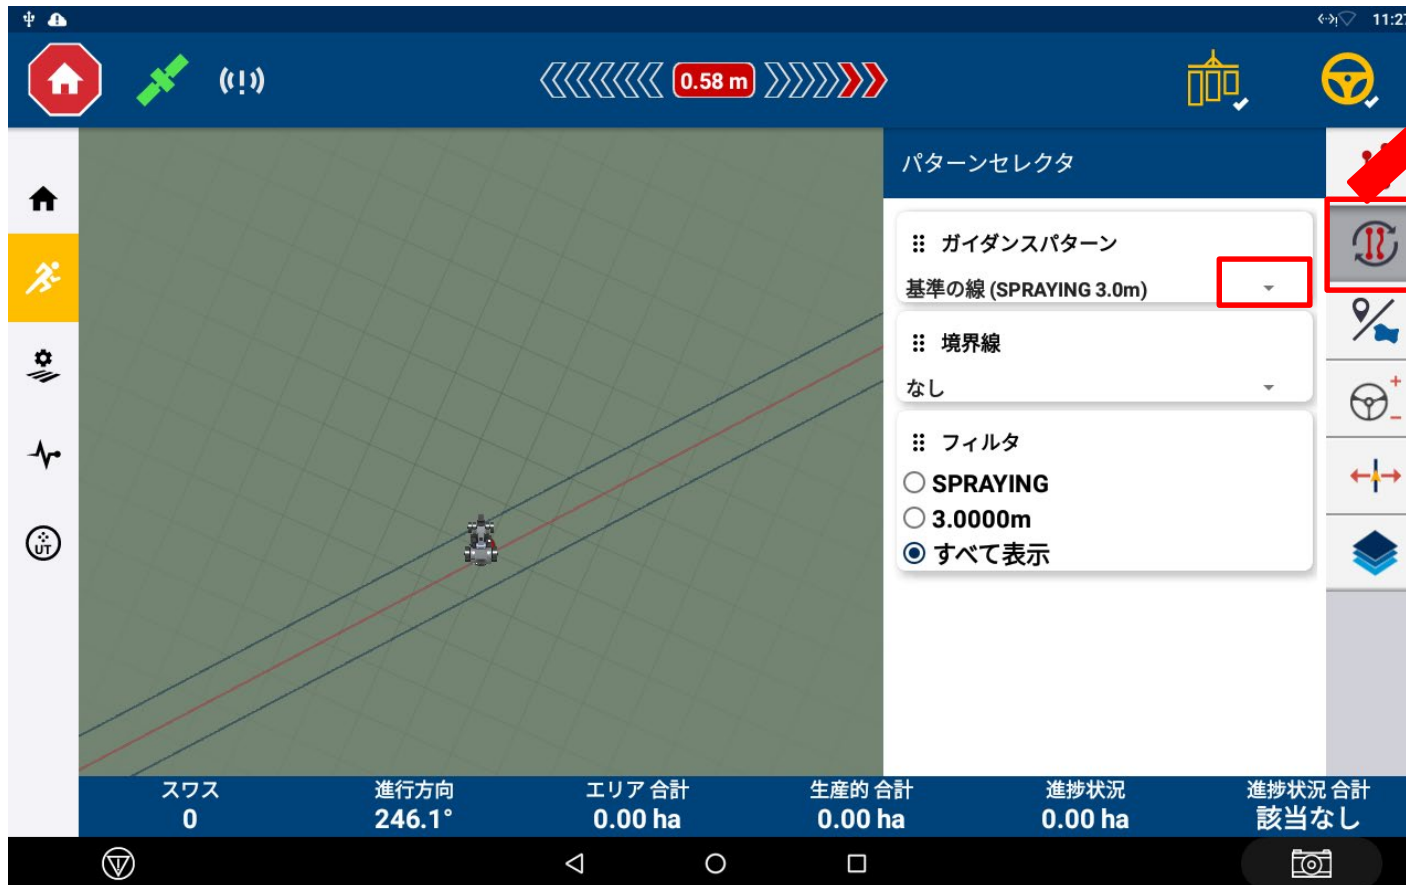 11:27
0.58 m
パターンセレクタ
ガイダンスパターン
基準の線 (SPRAYING 3.0m)
境界線
なし
フィルタ
SPRAYING
3.0000m
すべて表示
UT
スワス
0
進行方向
246.1°
エリア 合計
0.00 ha
生産的 合計
0.00 ha
進捗状況
0.00 ha
進捗状況 合計
該当なし